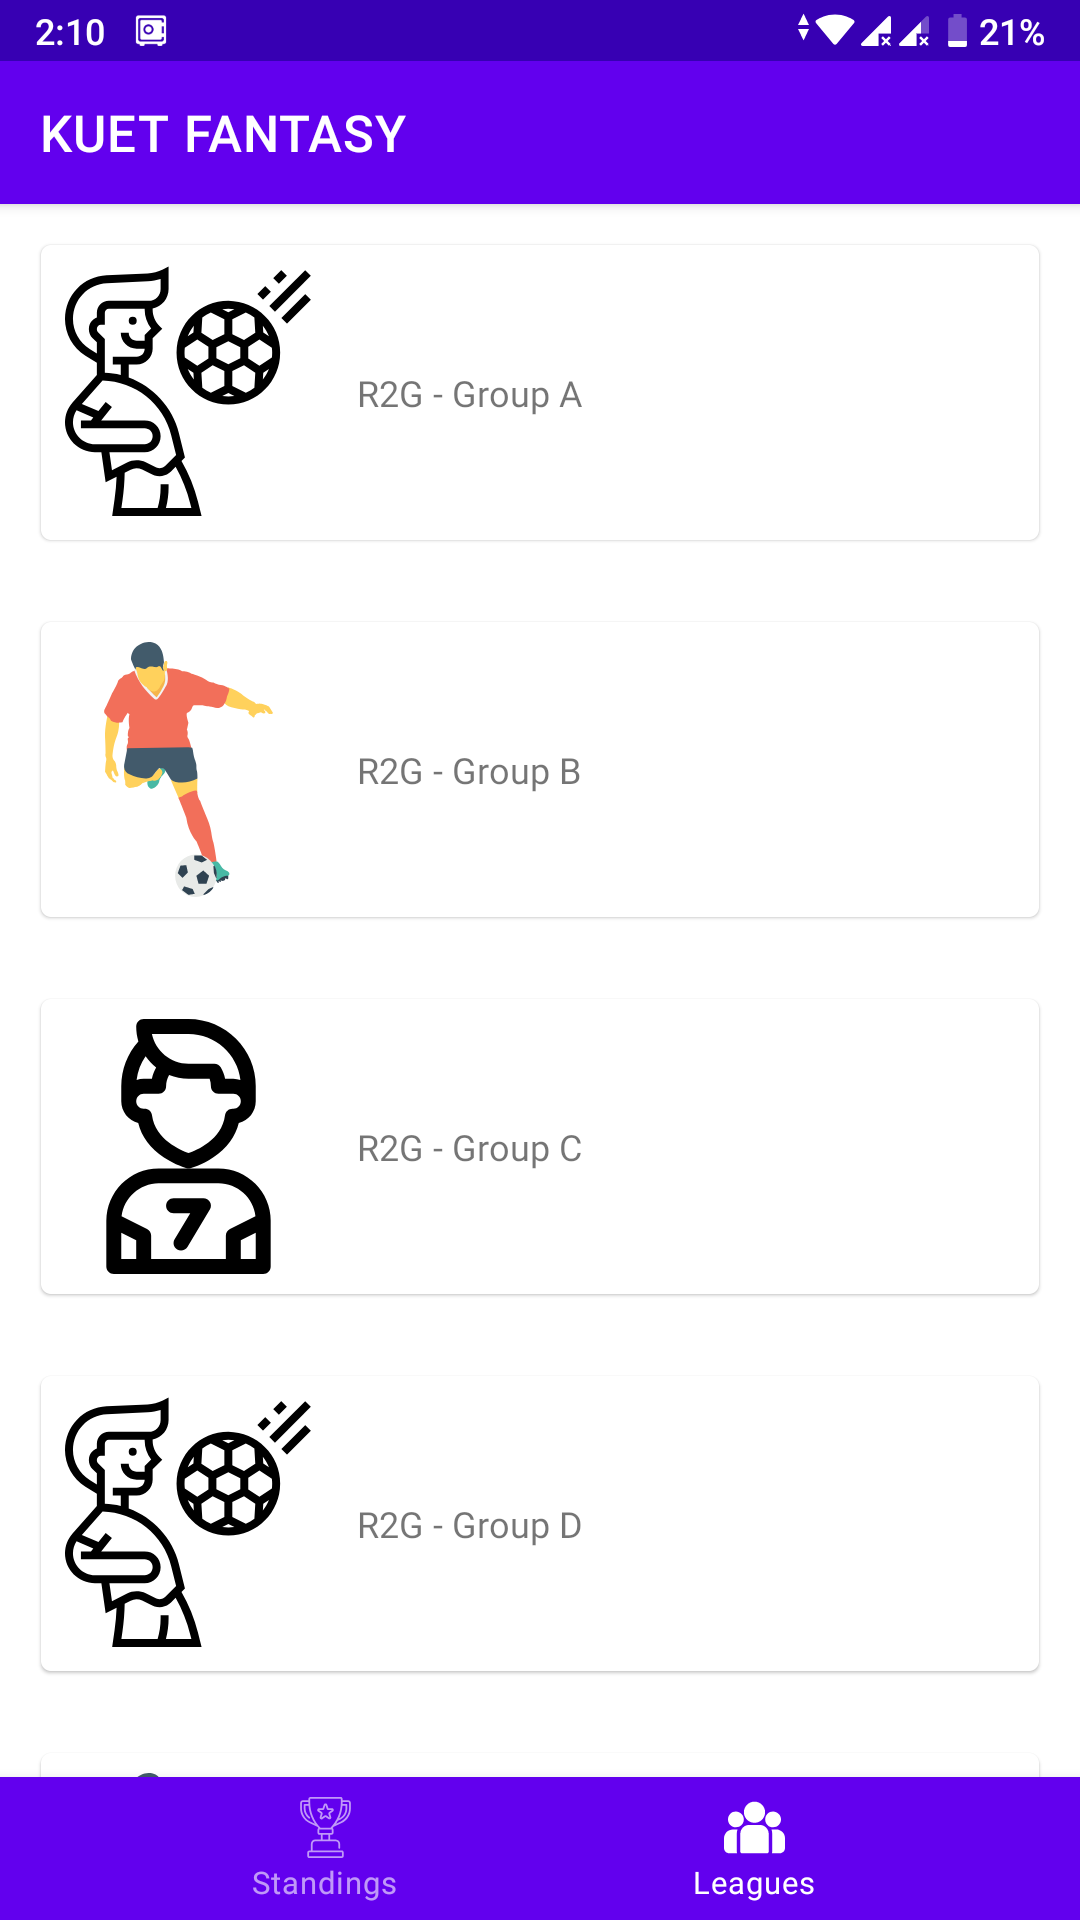 2:10 21%
KUET FANTASY
R2G - Group A
R2G - Group B
7
R2G - Group C
R2G - Group D
Standings Leagues